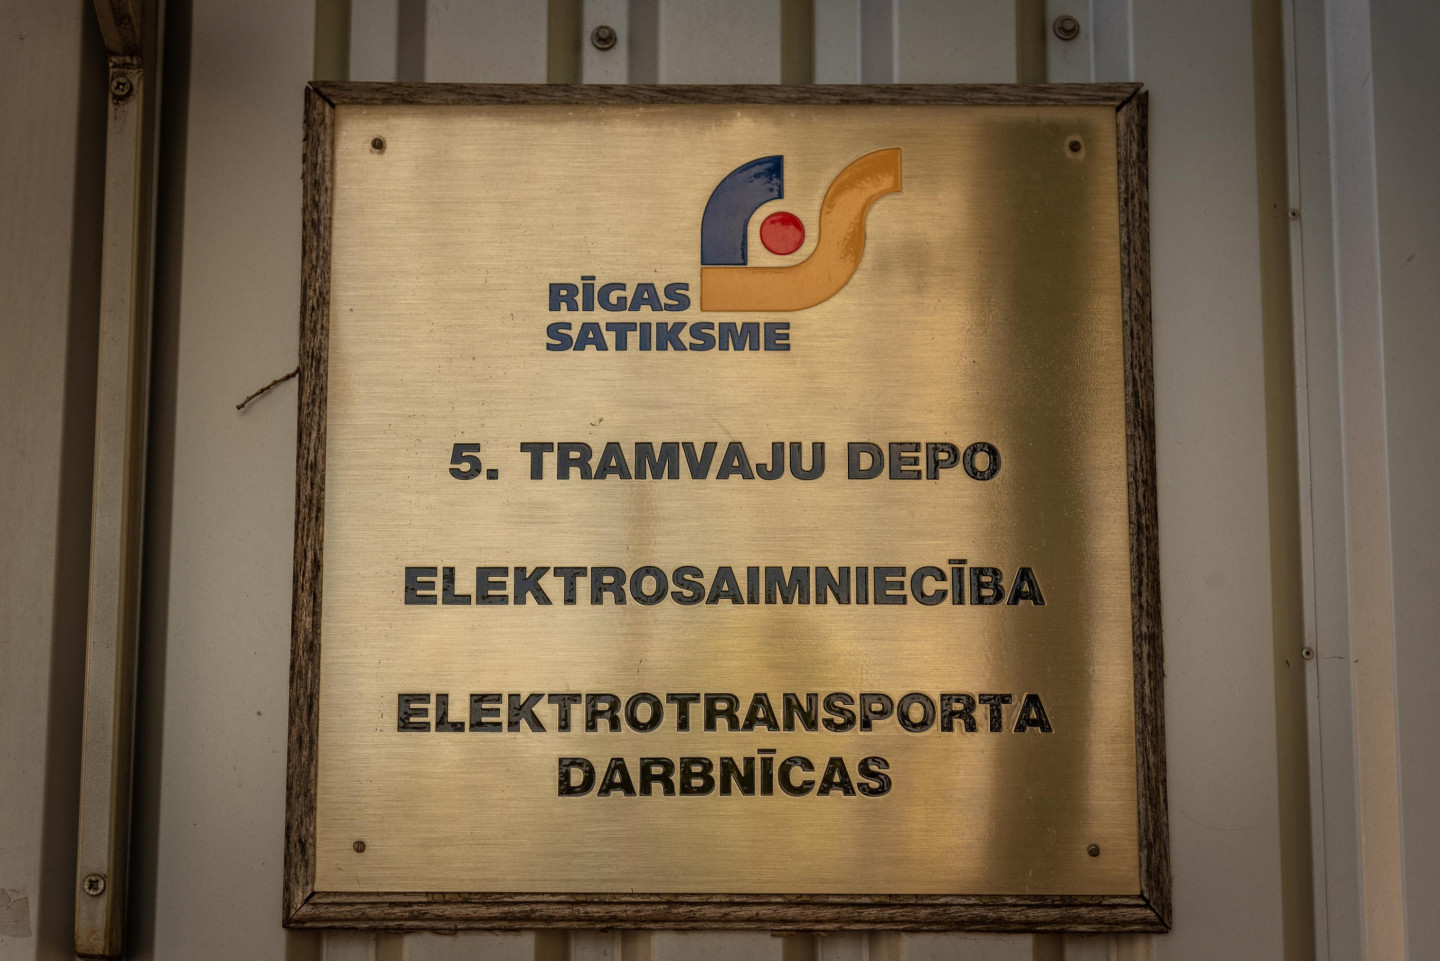 RĪGAS
SATIKSME
5. TRAMVAJU DEPO
ELEKTROSAIMNIECĪBA
ELEKTROTRANSPORTA
DARBNĪCAS